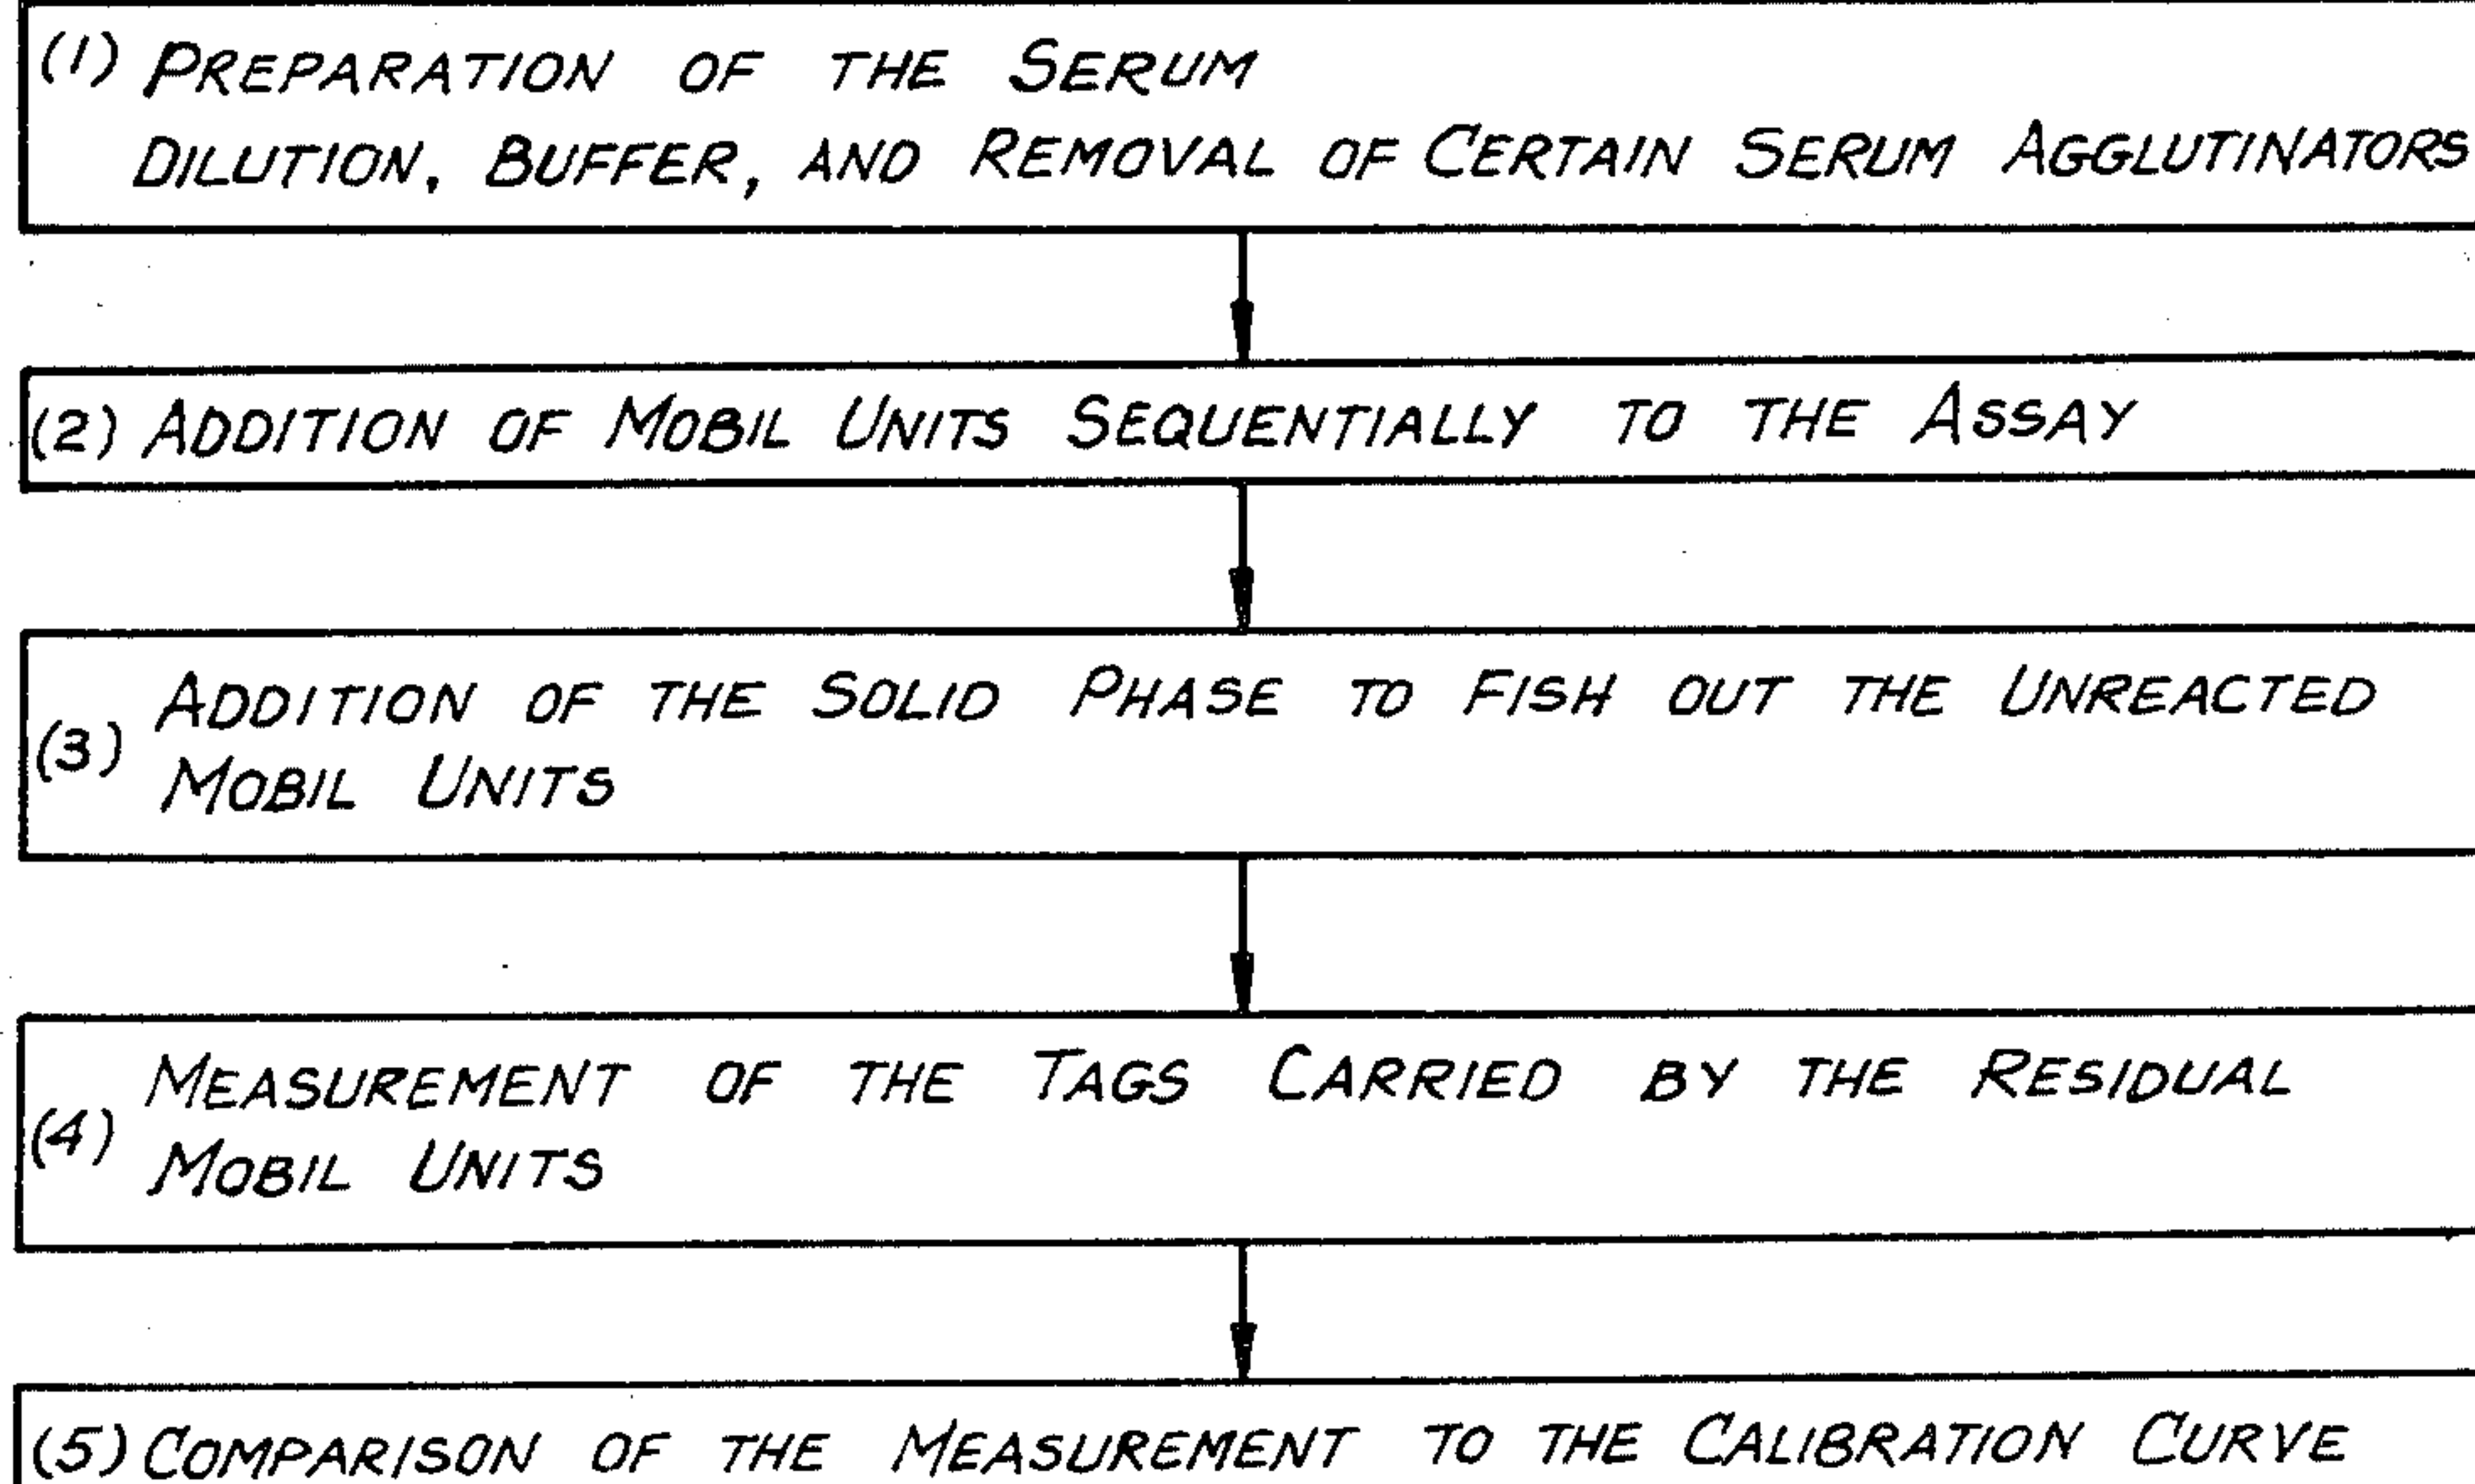 (1) PREPARATION OF THE SERUM
DILUTION, BUFFER, AND REMOVAL OF CERTAIN SERUM AGGLUTINATORS
(2) ADDITION OF MOBIL UNITS SEQUENTIALLY TO THE ASSAY
(3) ADDITION OF THE SOLID PHASE TO FISH OUT THE UNREACTED
MOBIL UNITS
(4) MEASUREMENT OF THE TAGS CARRIED BY THE RESIDUAL
MOBIL UNITS
(5) COMPARISON OF THE MEASUREMENT TO THE CALIBRATION CURVE